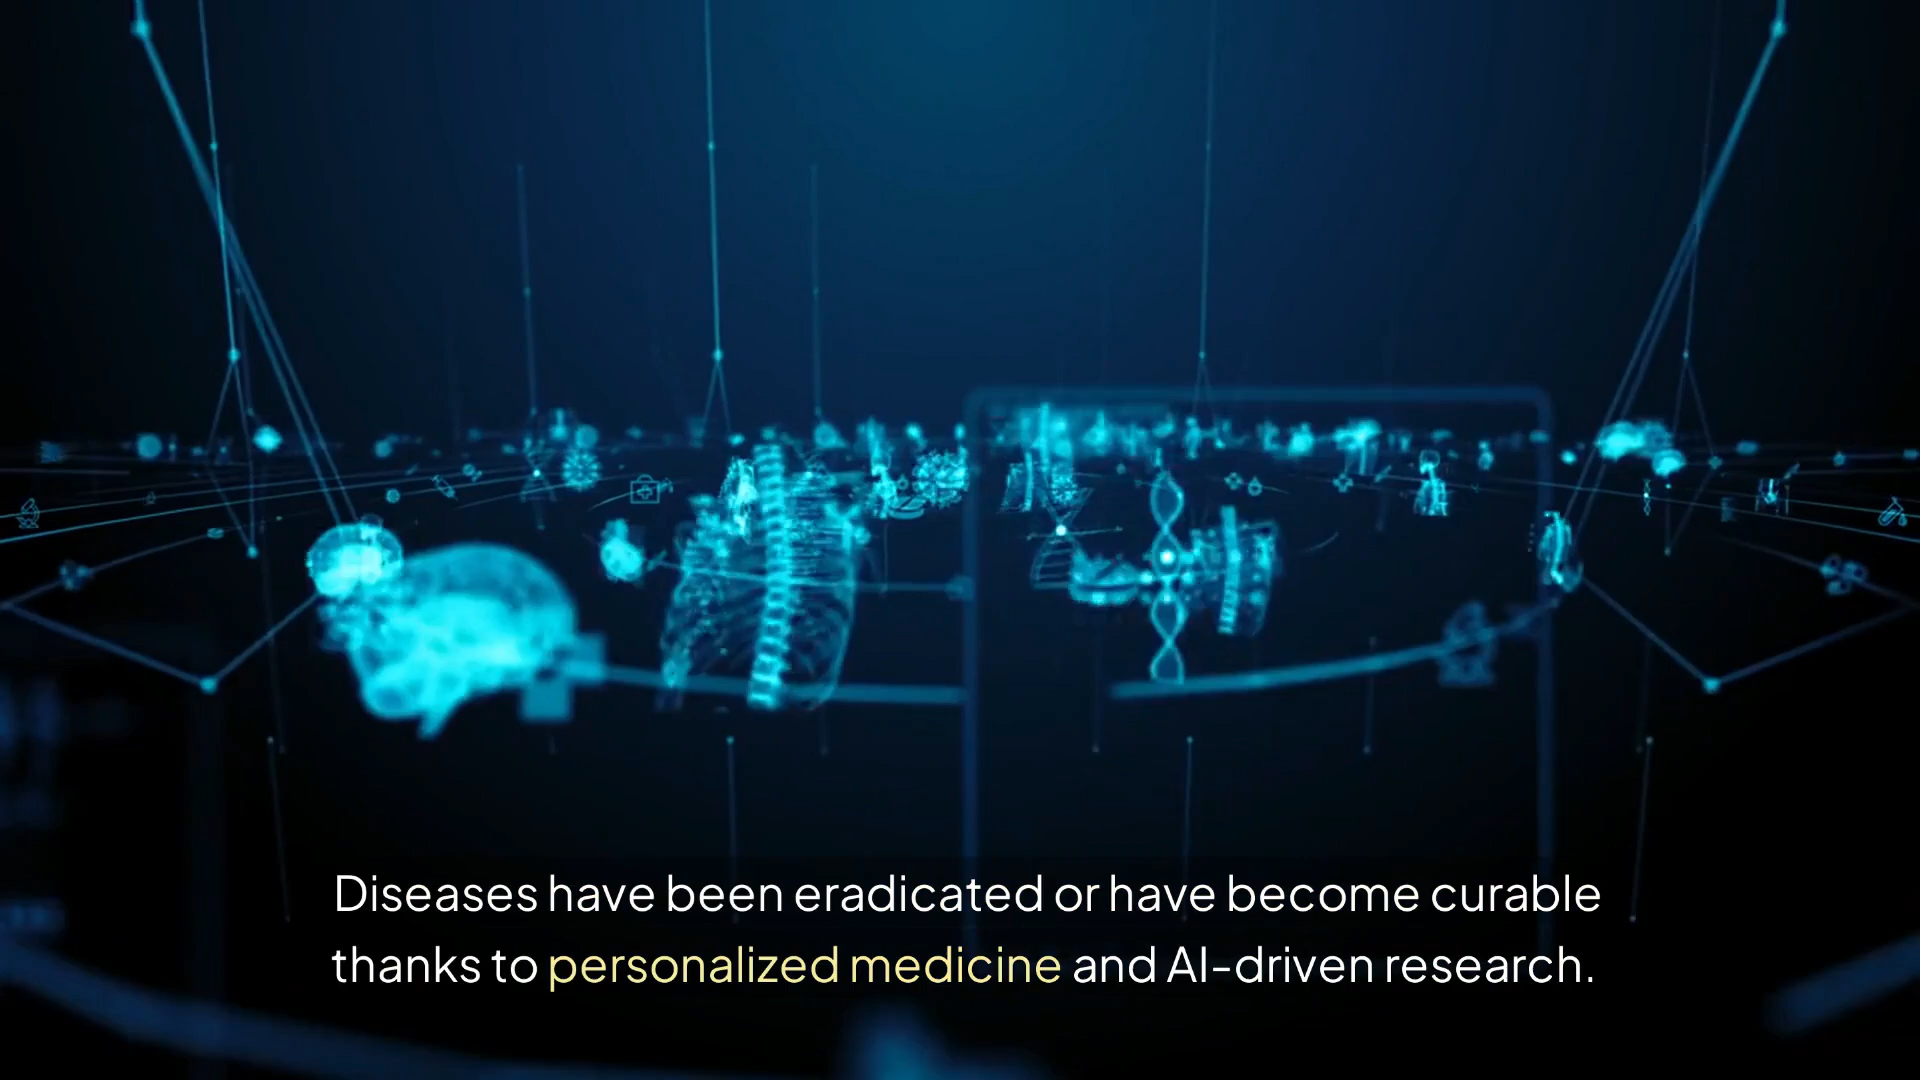 Diseases have been eradicated or have become curable
thanks to personalized medicine and AI-driven research.